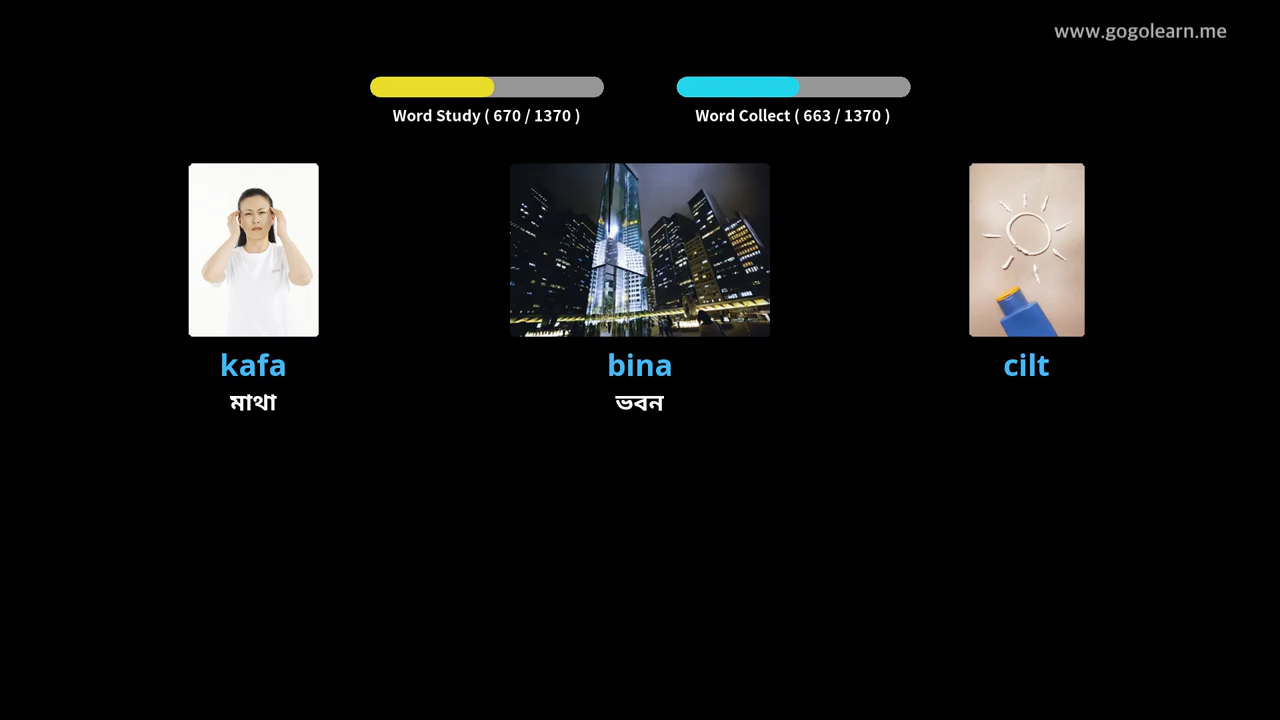 www.gogolearn.me
Word Study ( 670 / 1370 )
Word Collect ( 663 / 1370 )
kafa
মাথা
bina
ভবন
cilt